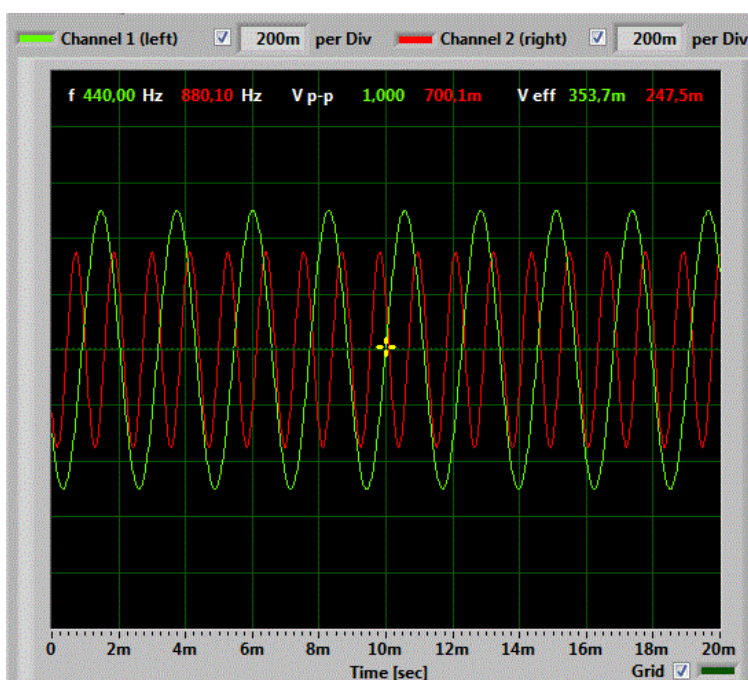 Channel 1 (left) 200m per Div Channel 2 (right) 200m per Div
f 440,00 Hz 880,10 Hz V p-p 1,000 700,1m V eff 353,7m 247,5m
0 2m 4m 6m 8m 10m 12m 14m 16m 18m 20m
Time [sec] Grid